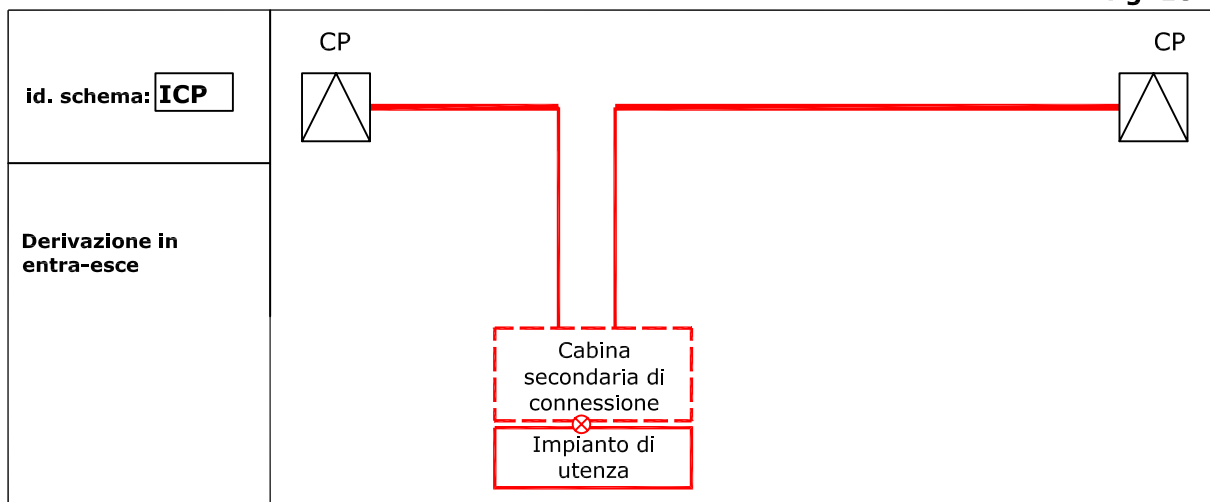 CP
CP
id. schema: ICP
Derivazione in
entra-esce
Cabina
secondaria di
connessione
Impianto di
utenza